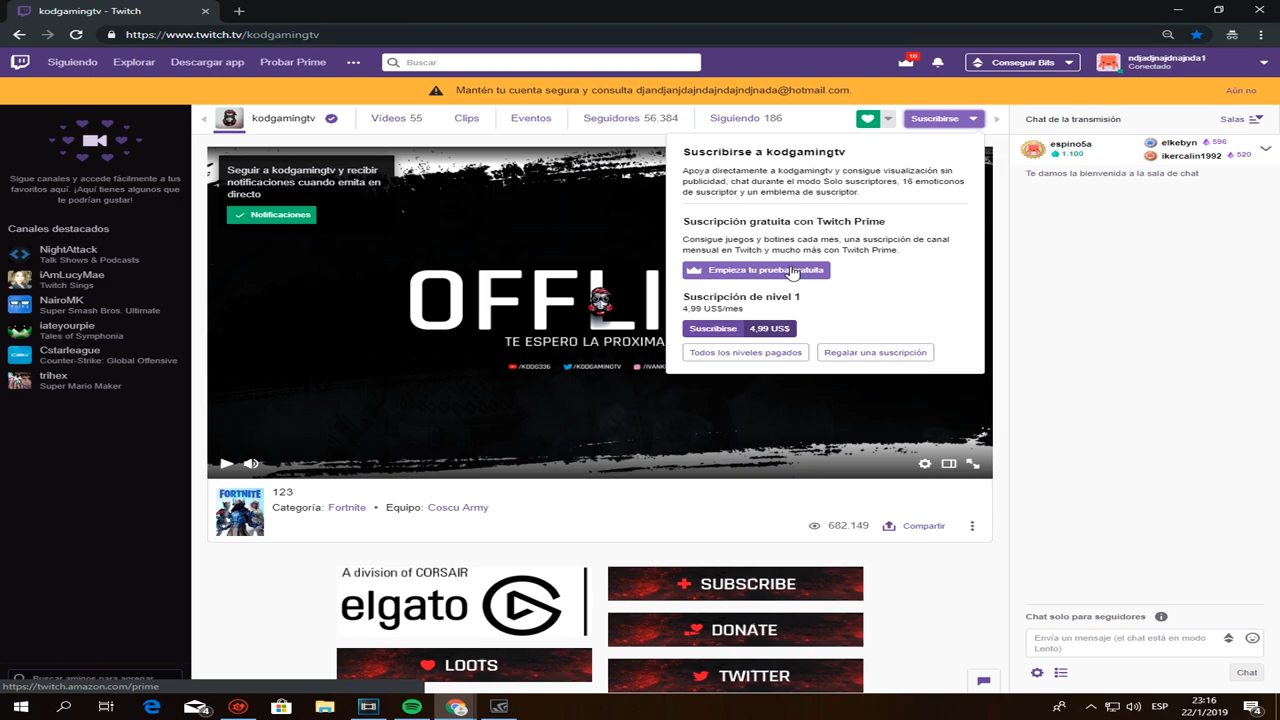 kodgamingtv - Twitch
https://www.twitch.tv/kodgamingtv
Siguiendo
Explorar
Descargar app
Probar Prime
Buscar
10
Conseguir Bits
ndjadjnajdnajnda1
Conectado
Mantén tu cuenta segura y consulta djandjanjdajndajndajndjnada@hotmail.com.
Aún no
kodgamingtv
Vídeos 55
Clips
Eventos
Seguidores 56.384
Siguiendo 186
Suscribirse
Chat de la transmisión
Salas
Sigue canales y accede fácilmente a tus
favoritos aquí. ¡Aquí tienes algunos que
te podrían gustar!
Canales destacados
NightAttack
Talk Shows & Podcasts
iAmLucyMae
Twitch Sings
NairoMK
Super Smash Bros. Ultimate
iateyourpie
Tales of Symphonia
Cstarleague
Counter-Strike: Global Offensive
trihex
Super Mario Maker
Buscar amigos para agregar
https://twitch.amazon.com/prime
Seguir a kodgamingtv y recibir
notificaciones cuando emita en
directo
Notificaciones
OFFLI
TE ESPERO LA PROXIMA
/KODG336
/KODGAMINGTV
Suscribirse a kodgamingtv
Apoya directamente a kodgamingtv y consigue visualización sin
publicidad, chat durante el modo Solo suscriptores, 16 emoticonos
de suscriptor y un emblema de suscriptor.
Suscripción gratuita con Twitch Prime
Consigue juegos y botines cada mes, una suscripción de canal
mensual en Twitch y mucho más con Twitch Prime.
Empieza tu prueba gratuita
Suscripción de nivel 1
4,99 US$/mes
Suscribirse 4,99 US$
Todos los niveles pagados
Regalar una suscripción
espino5a
1.100
elkebyn 596
ikercalin1992 520
Te damos la bienvenida a la sala de chat
FORTNITE
123
Categoría: Fortnite • Equipo: Coscu Army
682.149
Compartir
A division of CORSAIR
elgato
LOOTS
SUBSCRIBE
DONATE
TWITTER
Chat solo para seguidores
Envía un mensaje (el chat está en modo
Lento)
Chat
ESP
23:16
22/1/2019